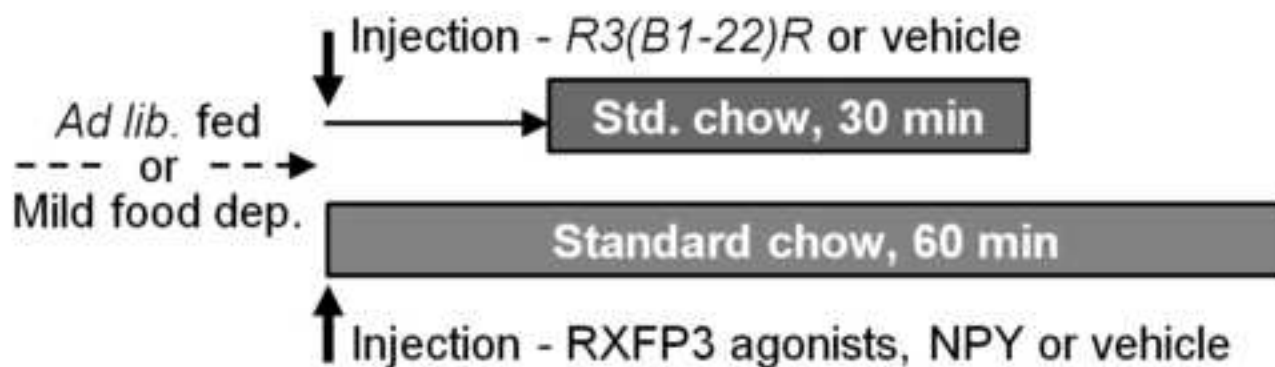 Injection - R3(B1-22)R or vehicle
Std. chow, 30 min
Ad lib. fed
or
Mild food dep.
Standard chow, 60 min
Injection - RXFP3 agonists, NPY or vehicle